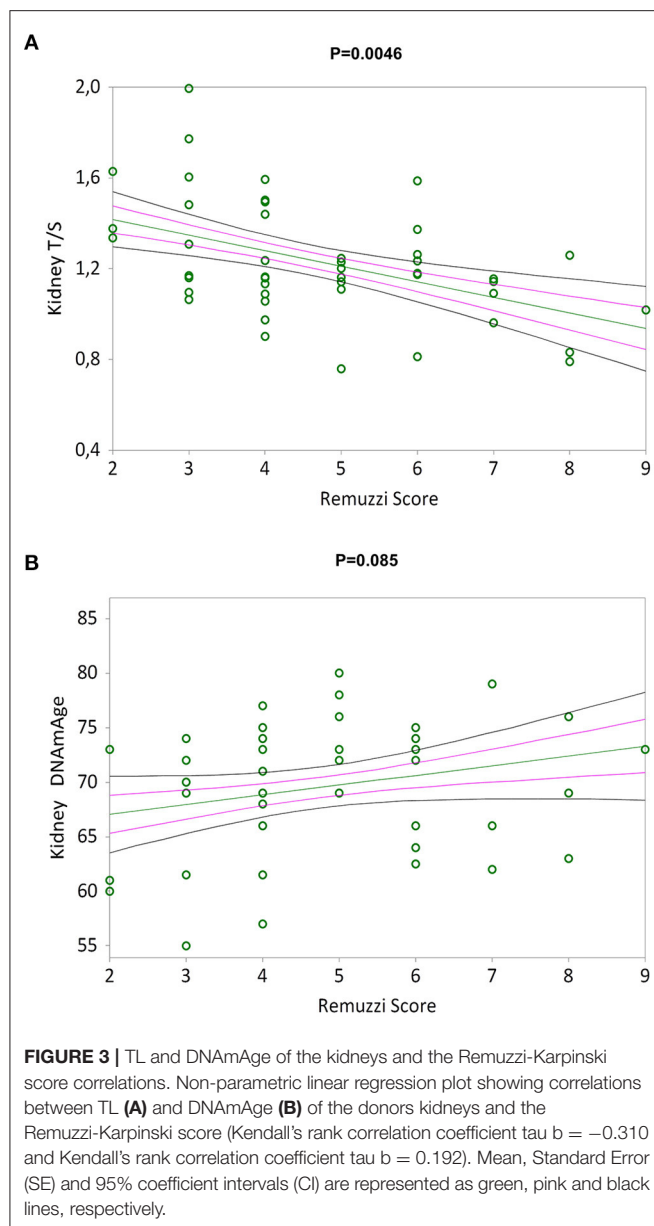 A
P=0.0046
2,0
1,6
1,2
0,8
0,4
Kidney T/S
2 3 4 5 6 7 8 9
Remuzzi Score
B
P=0.085
85
80
75
70
65
60
55
Kidney DNAmAge
2 3 4 5 6 7 8 9
Remuzzi Score
FIGURE 3 | TL and DNAmAge of the kidneys and the Remuzzi-Karpinski
score correlations. Non-parametric linear regression plot showing correlations
between TL (A) and DNAmAge (B) of the donors kidneys and the
Remuzzi-Karpinski score (Kendall's rank correlation coefficient tau b = −0.310
and Kendall's rank correlation coefficient tau b = 0.192). Mean, Standard Error
(SE) and 95% coefficient intervals (CI) are represented as green, pink and black
lines, respectively.